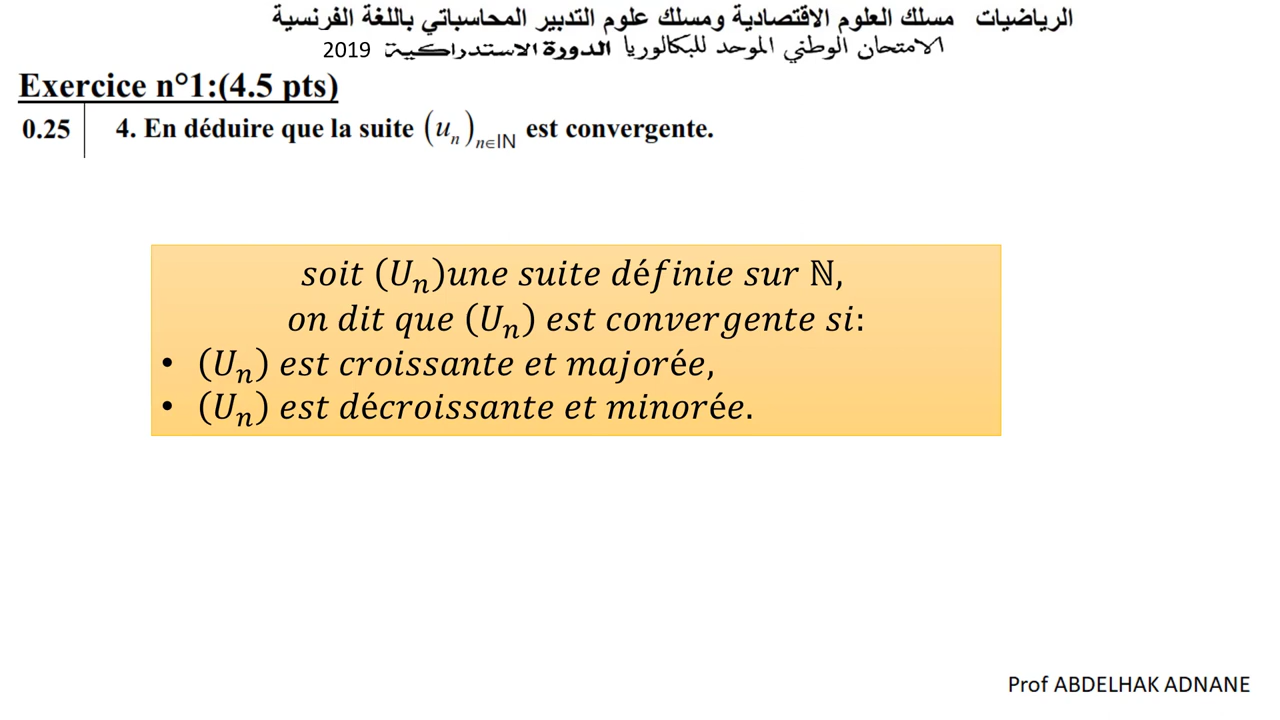 الرياضيات مسلك العلوم الاقتصادية ومسلك علوم التدبير المحاسباتي باللغة الفرنسية
الامتحان الوطني الموحد للبكالوريا الدورة الاستدراكية 2019
Exercice n°1:(4.5 pts)
0.25 4. En déduire que la suite (uₙ)ₙ∈IN est convergente.
soit (Uₙ)une suite définie sur ℕ,
on dit que (Uₙ) est convergente si:
• (Uₙ) est croissante et majorée,
• (Uₙ) est décroissante et minorée.
Prof ABDELHAK ADNANE